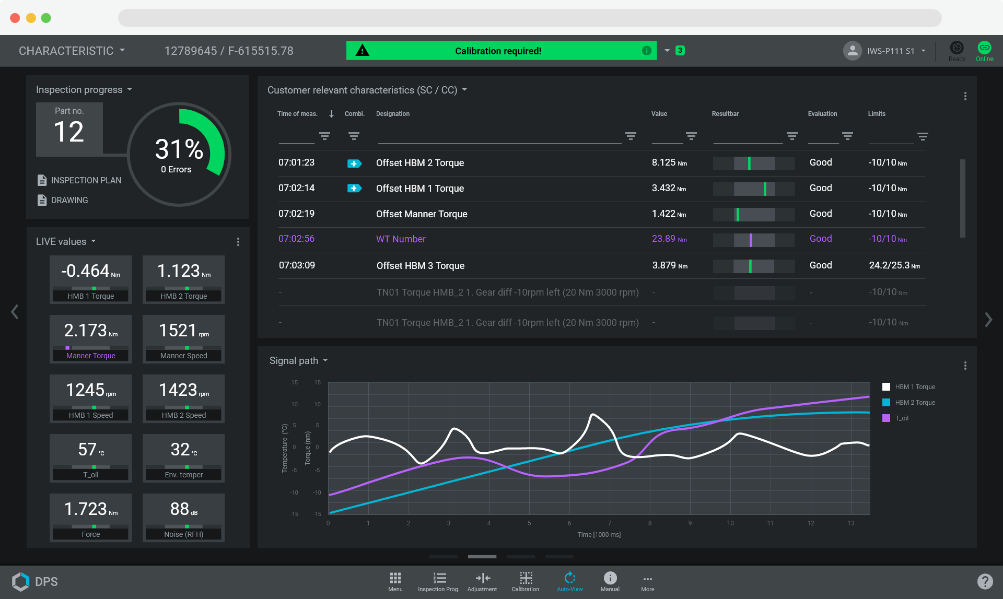 CHARACTERISTIC
12789645 / F-615515.78
Calibration required!
3
IWS-P111 S1
Ready
Online
Inspection progress
Part no.
12
31%
0 Errors
INSPECTION PLAN
DRAWING
LIVE values
-0.464 Nm
HMB 1 Torque
1.123 Nm
HMB 2 Torque
2.173 Nm
Manner Torque
1521 rpm
Manner Speed
1245 rpm
HMB 1 Speed
1423 rpm
HMB 2 Speed
57 °C
T_oil
32 °C
Env. temper
1.723 Nm
Force
88 dB
Noise (RFH)
Customer relevant characteristics (SC / CC)
Time of meas. Combi. Designation Value Resultbar Evaluation Limits
07:01:23 Offset HBM 2 Torque 8.125 Nm Good -10/10 Nm
07:02:14 Offset HBM 1 Torque 3.432 Nm Good -10/10 Nm
07:02:19 Offset Manner Torque 1.422 Nm Good -10/10 Nm
07:02:56 WT Number 23.89 Nm Good -10/10 Nm
07:03:09 Offset HBM 3 Torque 3.879 Nm Good 24.2/25.3 Nm
- TN01 Torque HMB_2 1. Gear diff -10rpm left (20 Nm 3000 rpm) - - -10/10 Nm
- TN01 Torque HMB_2 1. Gear diff -10rpm left (20 Nm 3000 rpm) - - -10/10 Nm
Signal path
Temperature (°C)
Torque (nm)
15 15
10 10
5 5
0 0
-5 -5
-10 -10
-15 -15
0 1 2 3 4 5 6 7 8 9 10 11 12 13
Time [1000 ms]
HBM 1 Torque
HBM 2 Torque
T_oil
DPS
Menu
Inspection Prog
Adjustment
Calibration
Auto-View
Manual
More